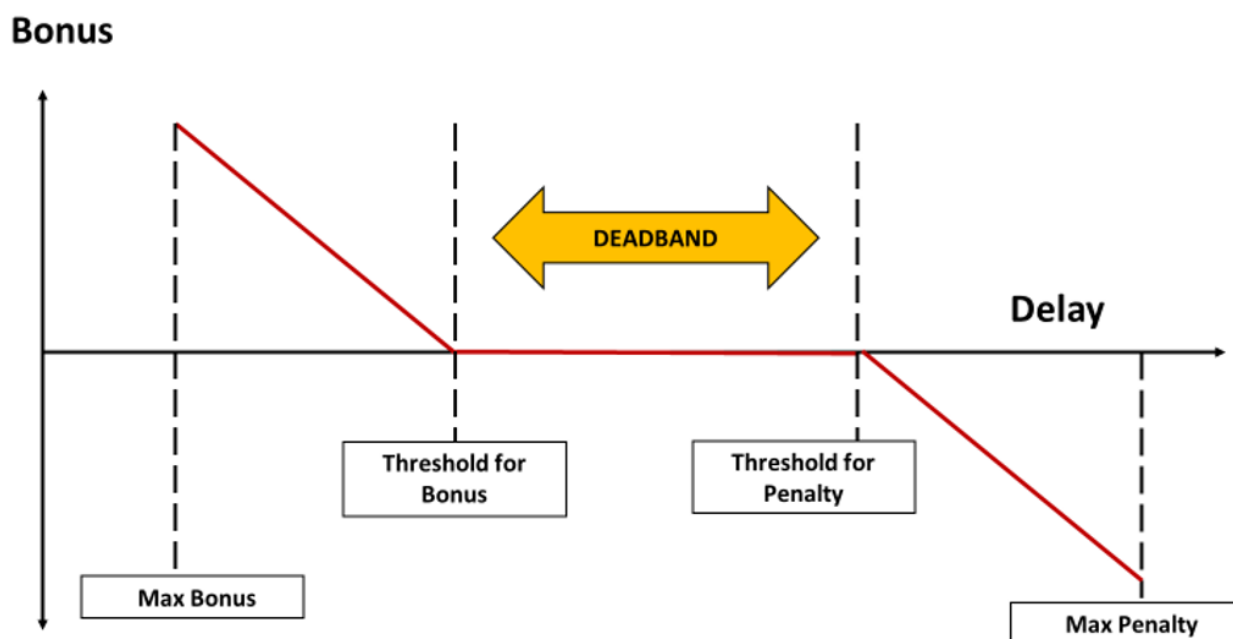 Bonus
DEADBAND
Delay
Threshold for
Bonus
Threshold for
Penalty
Max Bonus
Max Penalty